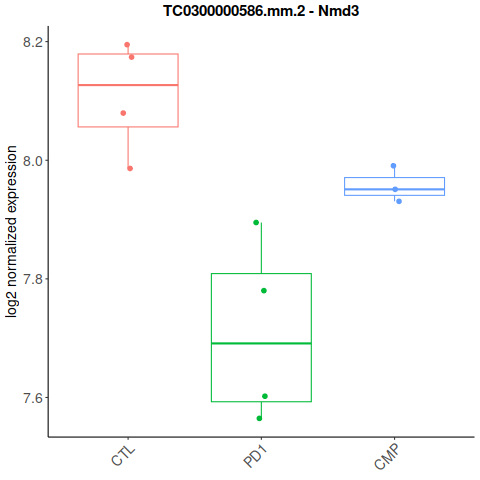 TC0300000586.mm.2 - Nmd3
log2 normalized expression
8.2
8.0
7.8
7.6
CTL
PD1
CMP